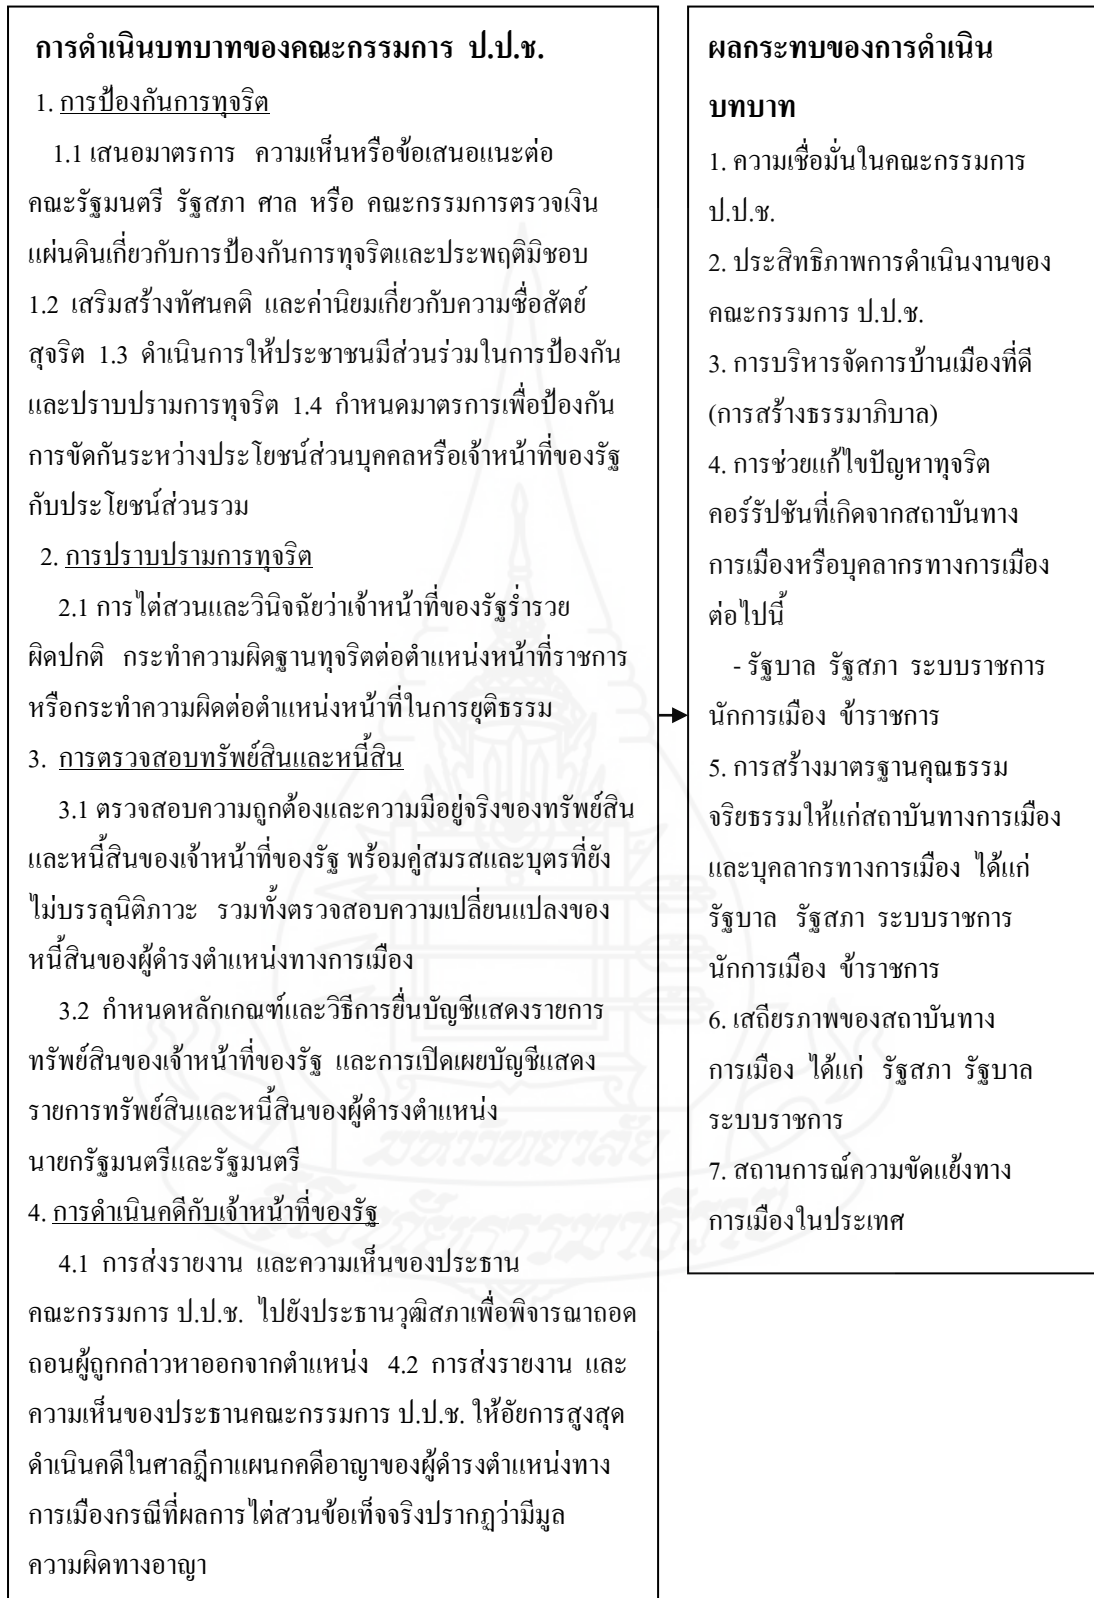 การดำเนินบทบาทของคณะกรรมการ ป.ป.ช.
1. การป้องกันการทุจริต
1.1 เสนอมาตรการ ความเห็นหรือข้อเสนอแนะต่อ
คณะรัฐมนตรี รัฐสภา ศาล หรือ คณะกรรมการตรวจเงิน
แผ่นดินเกี่ยวกับการป้องกันการทุจริตและประพฤติมิชอบ
1.2 เสริมสร้างทัศนคติ และค่านิยมเกี่ยวกับความซื่อสัตย์
สุจริต 1.3 ดำเนินการให้ประชาชนมีส่วนร่วมในการป้องกัน
และปราบปรามการทุจริต 1.4 กำหนดมาตรการเพื่อป้องกัน
การขัดกันระหว่างประโยชน์ส่วนบุคคลหรือเจ้าหน้าที่ของรัฐ
กับประโยชน์ส่วนรวม
2. การปราบปรามการทุจริต
2.1 การไต่สวนและวินิจฉัยว่าเจ้าหน้าที่ของรัฐร่ำรวย
ผิดปกติ กระทำความผิดฐานทุจริตต่อตำแหน่งหน้าที่ราชการ
หรือกระทำความผิดต่อตำแหน่งหน้าที่ในการยุติธรรม
3. การตรวจสอบทรัพย์สินและหนี้สิน
3.1 ตรวจสอบความถูกต้องและความมีอยู่จริงของทรัพย์สิน
และหนี้สินของเจ้าหน้าที่ของรัฐ พร้อมคู่สมรสและบุตรที่ยัง
ไม่บรรลุนิติภาวะ รวมทั้งตรวจสอบความเปลี่ยนแปลงของ
หนี้สินของผู้ดำรงตำแหน่งทางการเมือง
3.2 กำหนดหลักเกณฑ์และวิธีการยื่นบัญชีแสดงรายการ
ทรัพย์สินของเจ้าหน้าที่ของรัฐ และการเปิดเผยบัญชีแสดง
รายการทรัพย์สินและหนี้สินของผู้ดำรงตำแหน่ง
นายกรัฐมนตรีและรัฐมนตรี
4. การดำเนินคดีกับเจ้าหน้าที่ของรัฐ
4.1 การส่งรายงาน และความเห็นของประธาน
คณะกรรมการ ป.ป.ช. ไปยังประธานวุฒิสภาเพื่อพิจารณาถอด
ถอนผู้ถูกกล่าวหาออกจากตำแหน่ง 4.2 การส่งรายงาน และ
ความเห็นของประธานคณะกรรมการ ป.ป.ช. ให้อัยการสูงสุด
ดำเนินคดีในศาลฎีกาแผนกคดีอาญาของผู้ดำรงตำแหน่งทาง
การเมืองกรณีที่ผลการไต่สวนข้อเท็จจริงปรากฏว่ามีมูล
ความผิดทางอาญา
ผลกระทบของการดำเนิน
บทบาท
1. ความเชื่อมั่นในคณะกรรมการ
ป.ป.ช.
2. ประสิทธิภาพการดำเนินงานของ
คณะกรรมการ ป.ป.ช.
3. การบริหารจัดการบ้านเมืองที่ดี
(การสร้างธรรมาภิบาล)
4. การช่วยแก้ไขปัญหาทุจริต
คอร์รัปชันที่เกิดจากสถาบันทาง
การเมืองหรือบุคลากรทางการเมือง
ต่อไปนี้
- รัฐบาล รัฐสภา ระบบราชการ
นักการเมือง ข้าราชการ
5. การสร้างมาตรฐานคุณธรรม
จริยธรรมให้แก่สถาบันทางการเมือง
และบุคลากรทางการเมือง ได้แก่
รัฐบาล รัฐสภา ระบบราชการ
นักการเมือง ข้าราชการ
6. เสถียรภาพของสถาบันทาง
การเมือง ได้แก่ รัฐสภา รัฐบาล
ระบบราชการ
7. สถานการณ์ความขัดแย้งทาง
การเมืองในประเทศ
มหาวิทยาลัย
สุโขทัยธรรมาธิราช